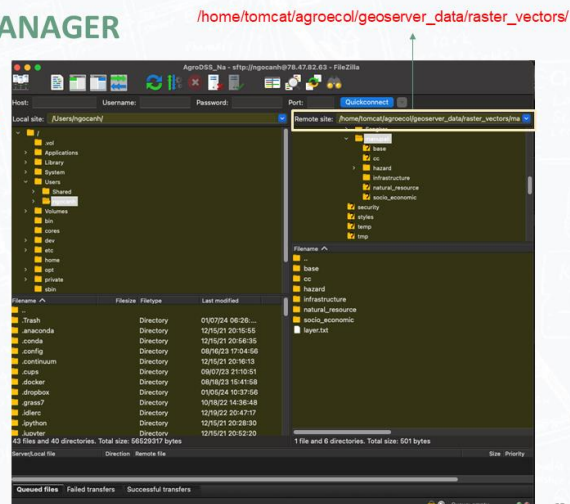 ANAGER
/home/tomcat/agroecol/geoserver_data/raster_vectors/
AgroDSS_Na - sftp://ngocanh@78.47.82.63 - FileZilla
Host: Username: Password: Port: Quickconnect
Local site: /Users/ngocanh/
Remote site: /home/tomcat/agroecol/geoserver_data/raster_vectors/ma
/
.vol
Applications
Library
System
Users
Shared
Volumes
bin
cores
dev
etc
home
opt
private
sbin
base
cc
hazard
infrastructure
natural_resource
socio_economic
security
styles
temp
tmp
Filename Filesize Filetype Last modified
..
.Trash Directory 01/07/24 06:26:...
.anaconda Directory 12/15/21 20:15:55
.conda Directory 12/15/21 20:56:35
.config Directory 08/16/23 17:04:56
.continuum Directory 12/15/21 20:16:13
.cups Directory 09/07/23 21:10:51
.docker Directory 08/18/23 15:41:58
.dropbox Directory 01/05/24 10:37:56
.grass7 Directory 10/18/22 14:36:48
.idlerc Directory 12/19/22 20:47:17
.ipython Directory 12/15/21 20:28:30
.jupyter Directory 12/15/21 20:52:20
43 files and 40 directories. Total size: 56529317 bytes
Filename
..
base
cc
hazard
infrastructure
natural_resource
socio_economic
layer.txt
1 file and 6 directories. Total size: 501 bytes
Server/Local file Direction Remote file Size Priority
Queued files Failed transfers Successful transfers